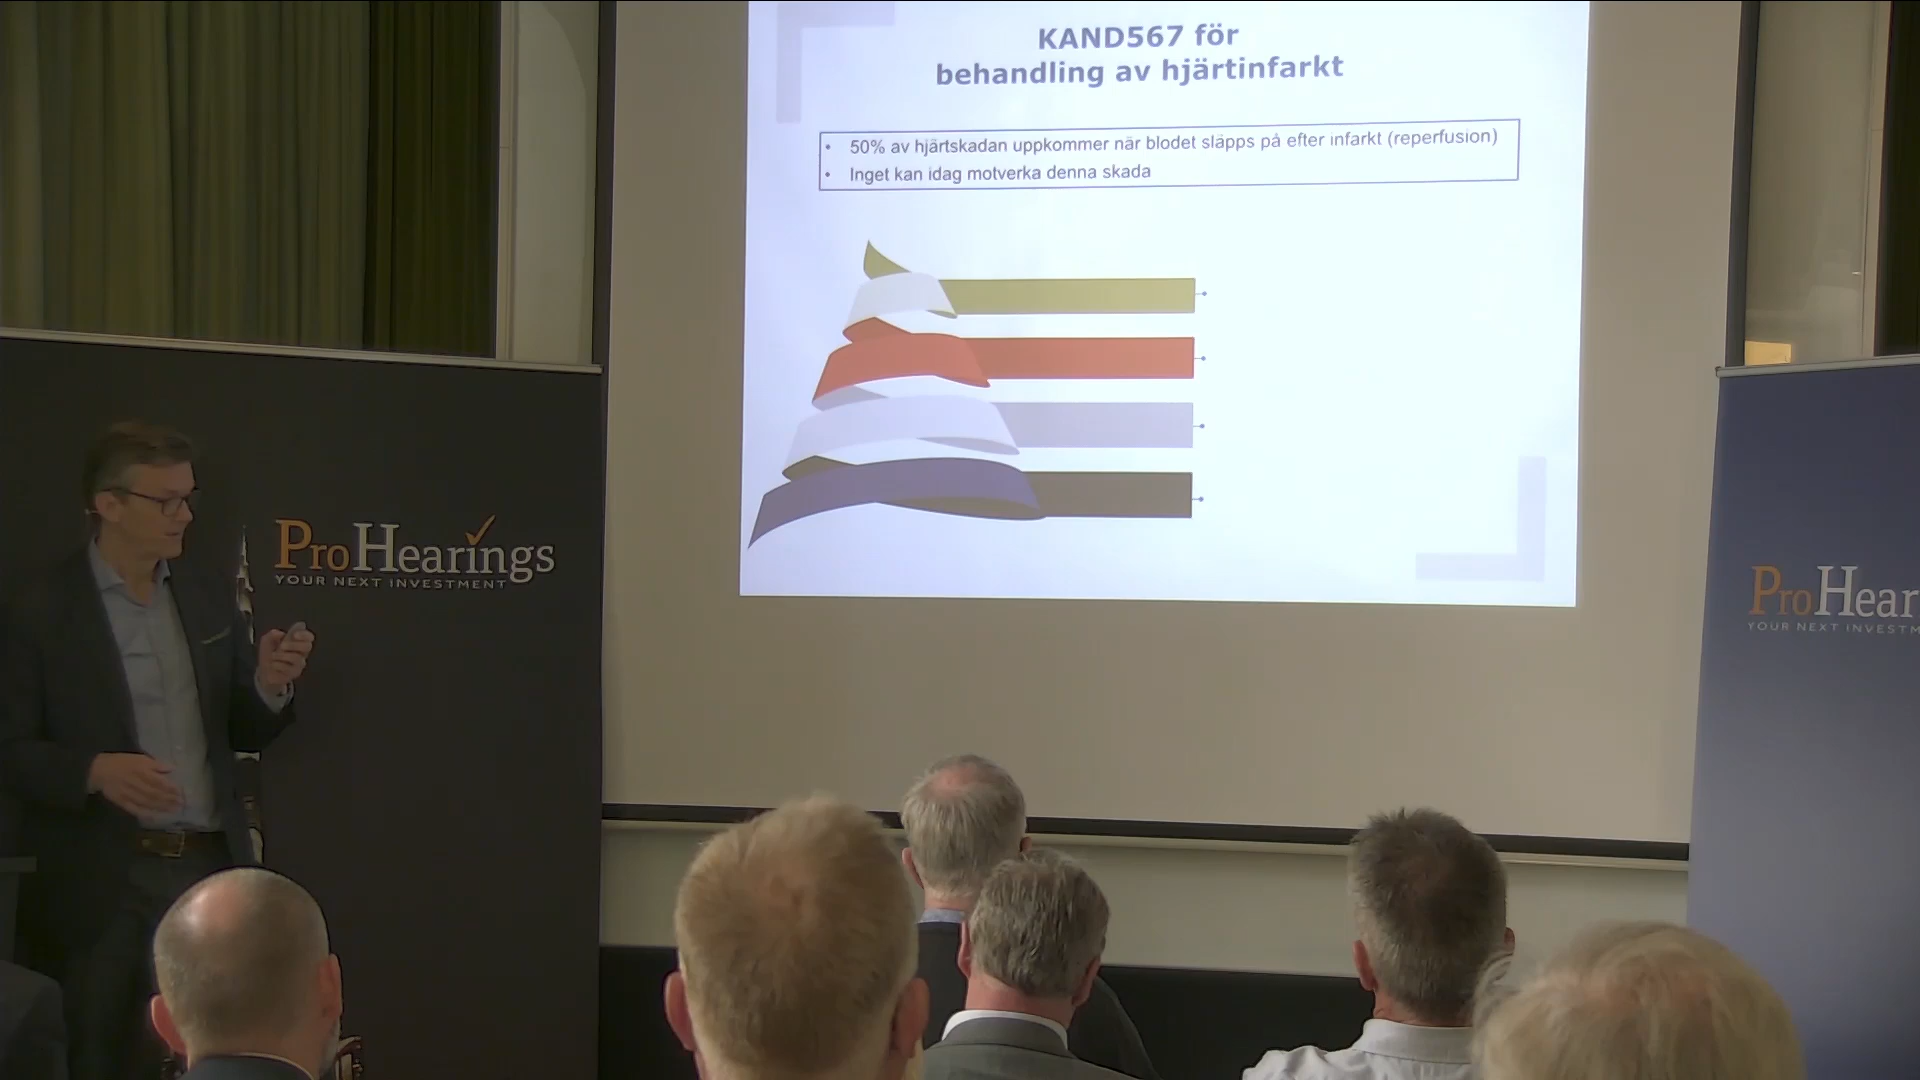 KAND567 för
behandling av hjärtinfarkt
• 50% av hjärtskadan uppkommer när blodet släpps på efter infarkt (reperfusion)
• Inget kan idag motverka denna skada
ProHearings
YOUR NEXT INVESTMENT
ProHear
YOUR NEXT INVESTM